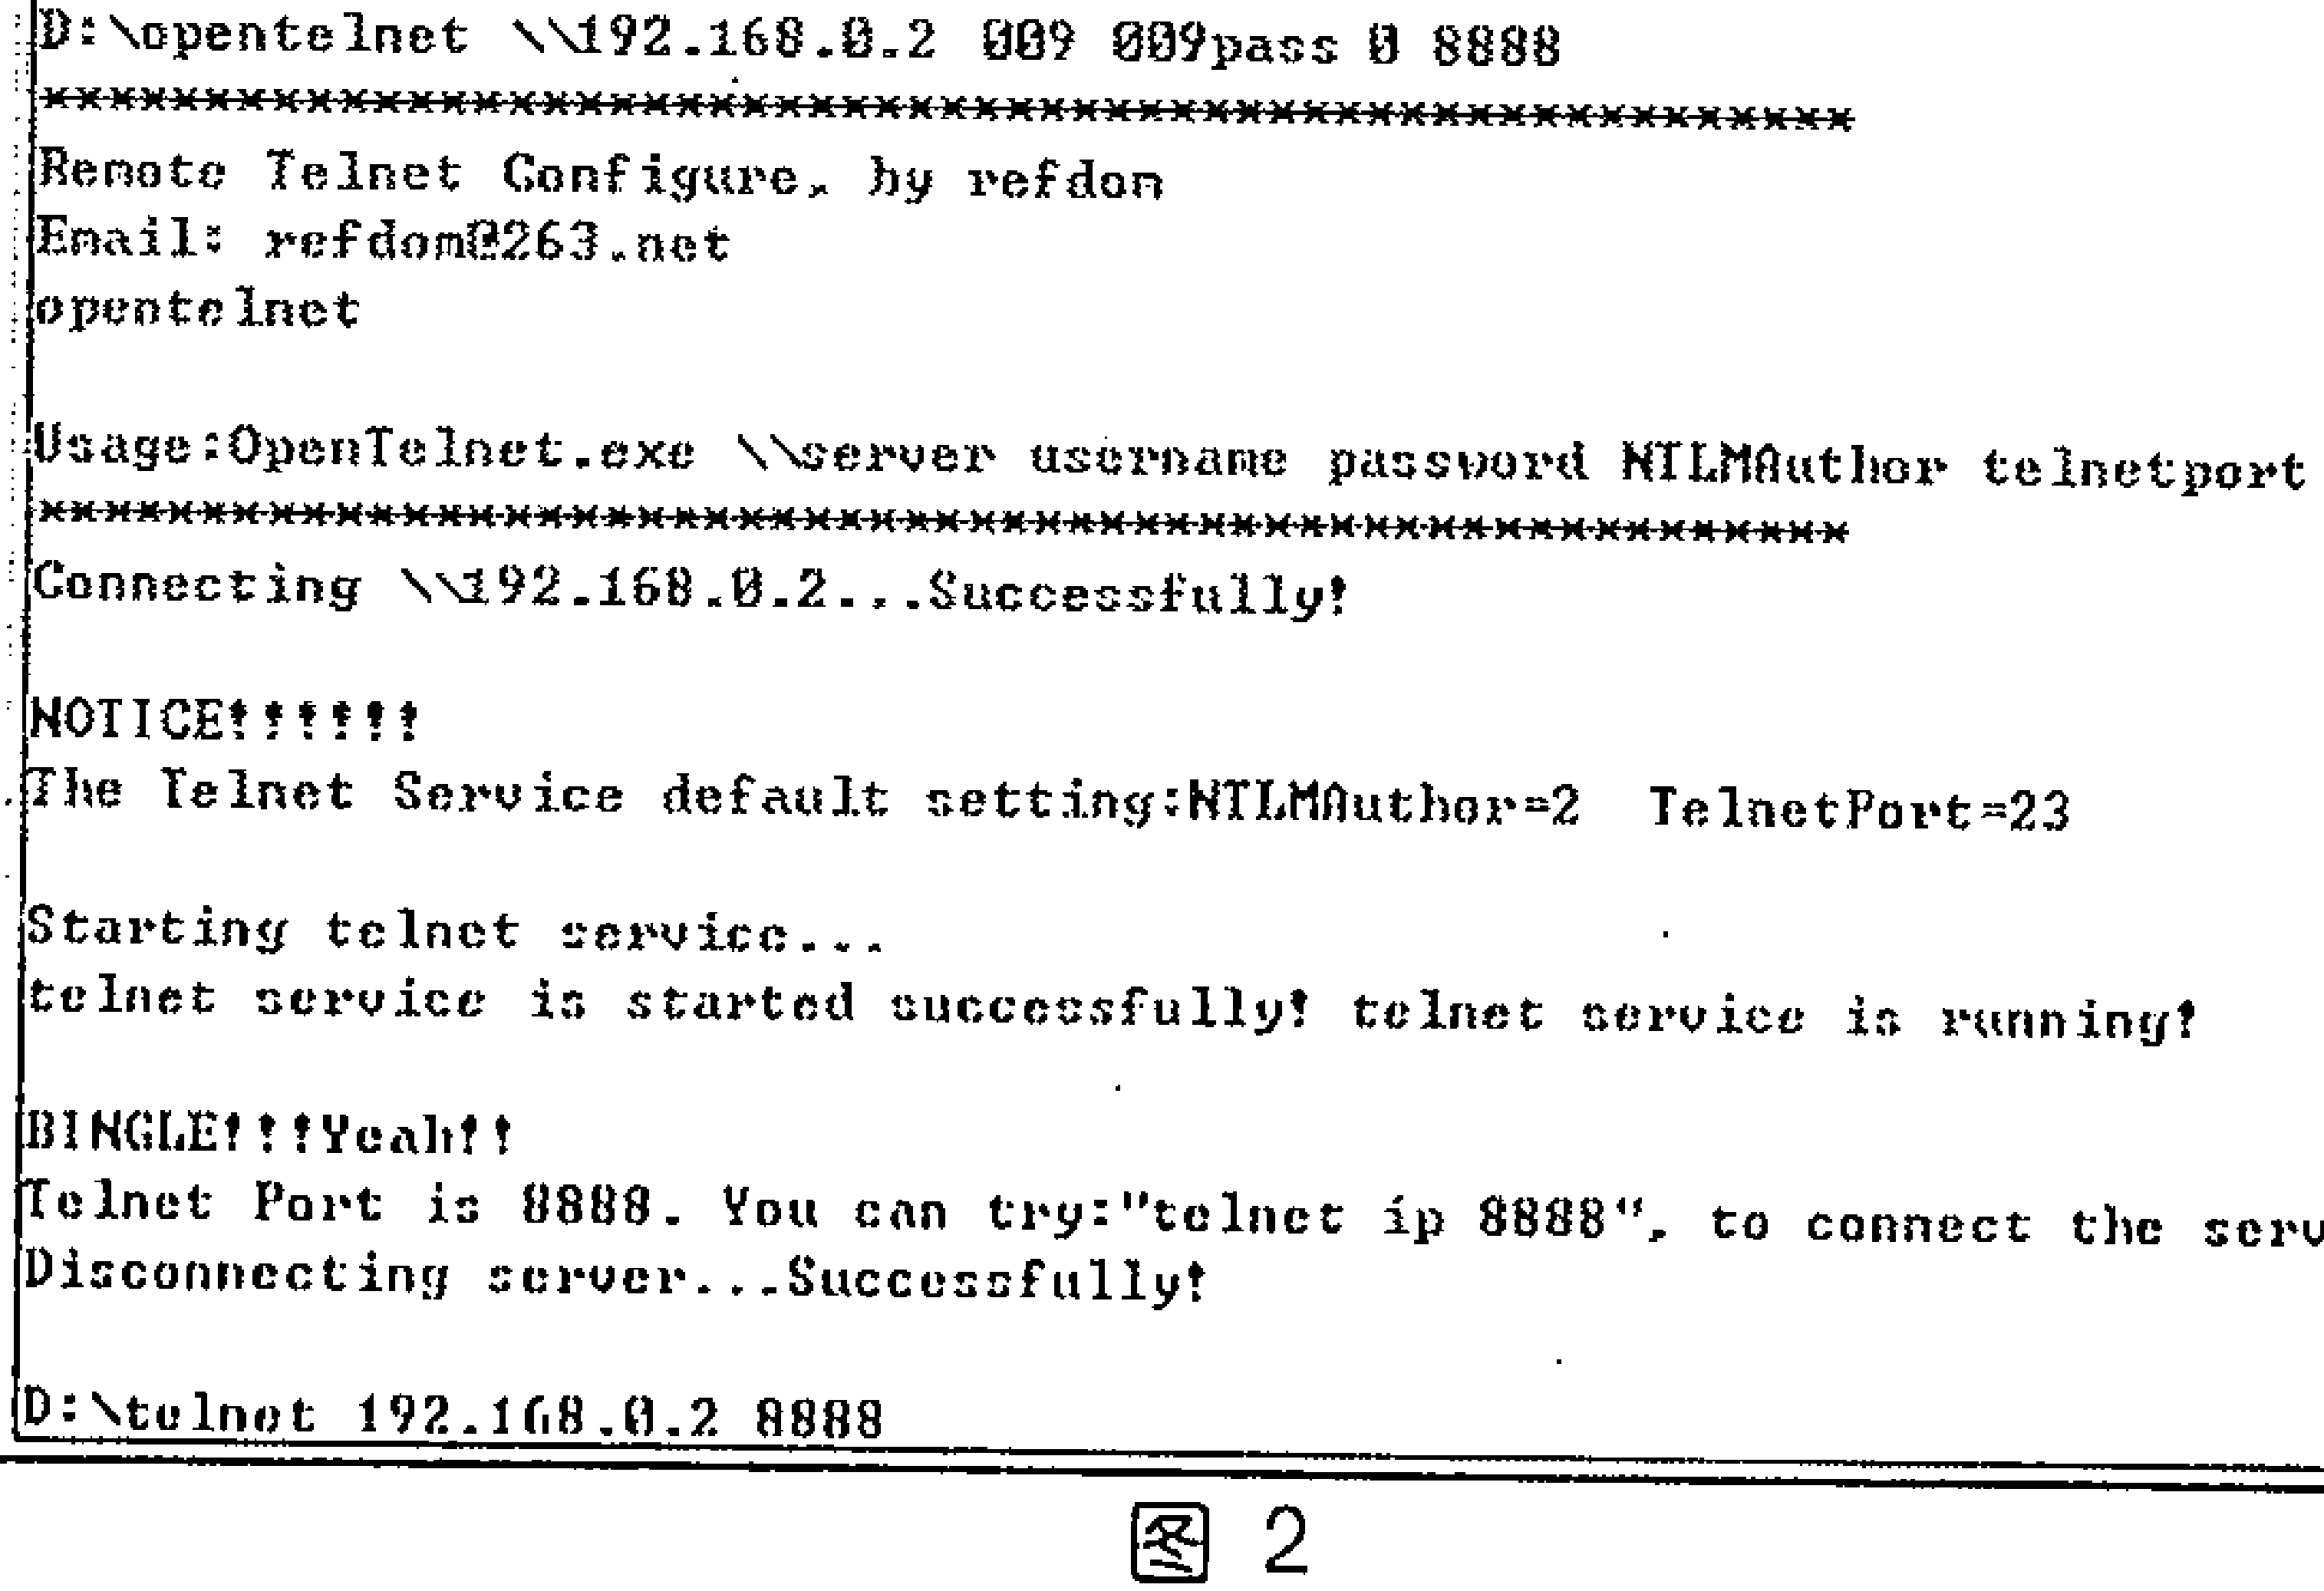 D:\opentelnet \\192.168.0.2 009 009pass 0 8888
*******************************************************
Remote Telnet Configure, by refdom
Email: refdom@263.net
opentelnet
Usage:OpenTelnet.exe \\server username password NTLMAuthor telnetport
*******************************************************
Connecting \\192.168.0.2...Successfully!
NOTICE!!!!!!
The Telnet Service default setting:NTLMAuthor=2 TelnetPort=23
Starting telnet service...
telnet service is started successfully! telnet service is running!
BINGLE!!!Yeah!!
Telnet Port is 8888. You can try:"telnet ip 8888", to connect the serv
Disconnecting server...Successfully!
D:\telnet 192.168.0.2 8888
图 2